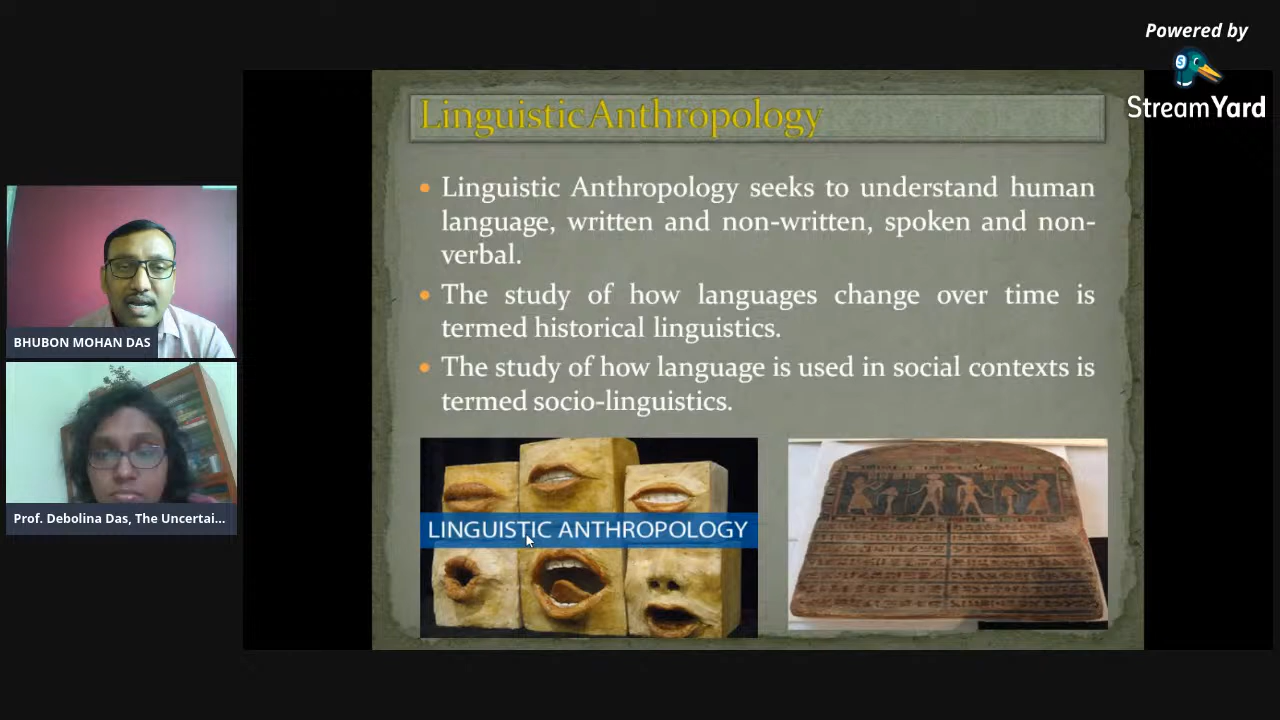 Powered by
StreamYard
LinguisticAnthropology
Linguistic Anthropology seeks to understand human
language, written and non-written, spoken and non-
verbal.
The study of how languages change over time is
termed historical linguistics.
The study of how language is used in social contexts is
termed socio-linguistics.
LINGUISTIC ANTHROPOLOGY
BHUBON MOHAN DAS
Prof. Debolina Das, The Uncertai...